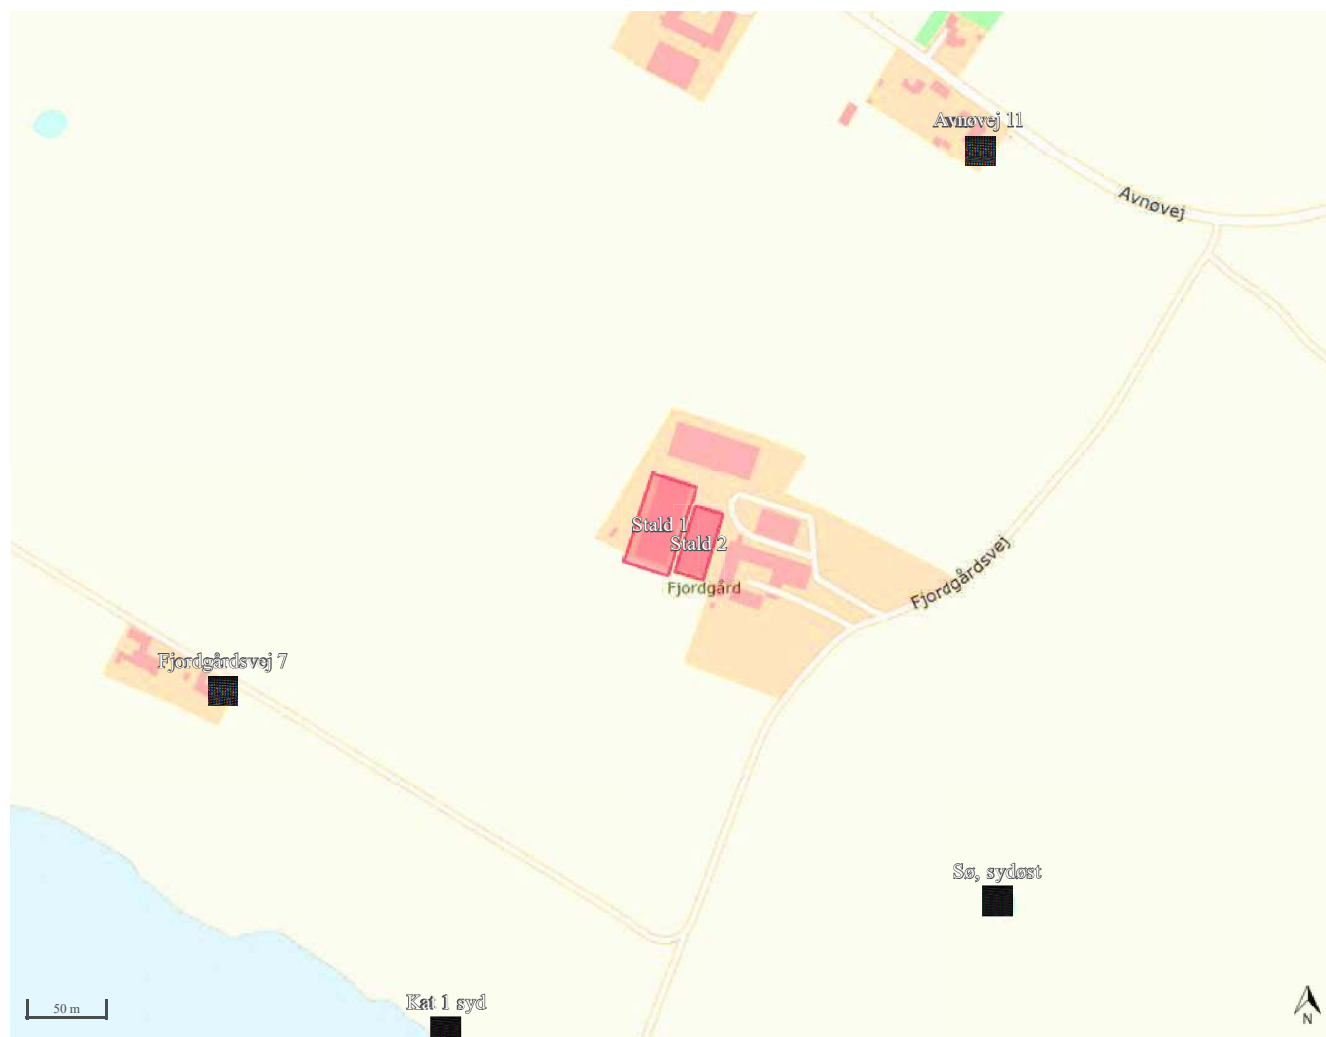 Avnøvej 11
Avnøvej
Stald 1
Stald 2
Fjordgård
Fjordgårdsvej
Fjordgårdsvej 7
Sø, sydøst
Kat 1 syd
50 m
N